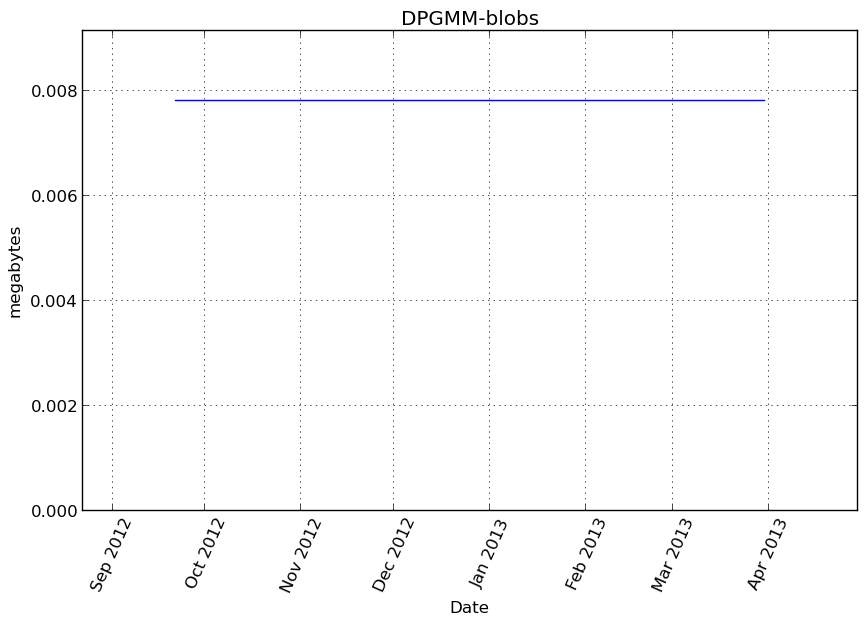 DPGMM-blobs
0.008
0.006
0.004
0.002
0.000
megabytes
Sep 2012
Oct 2012
Nov 2012
Dec 2012
Jan 2013
Feb 2013
Mar 2013
Apr 2013
Date